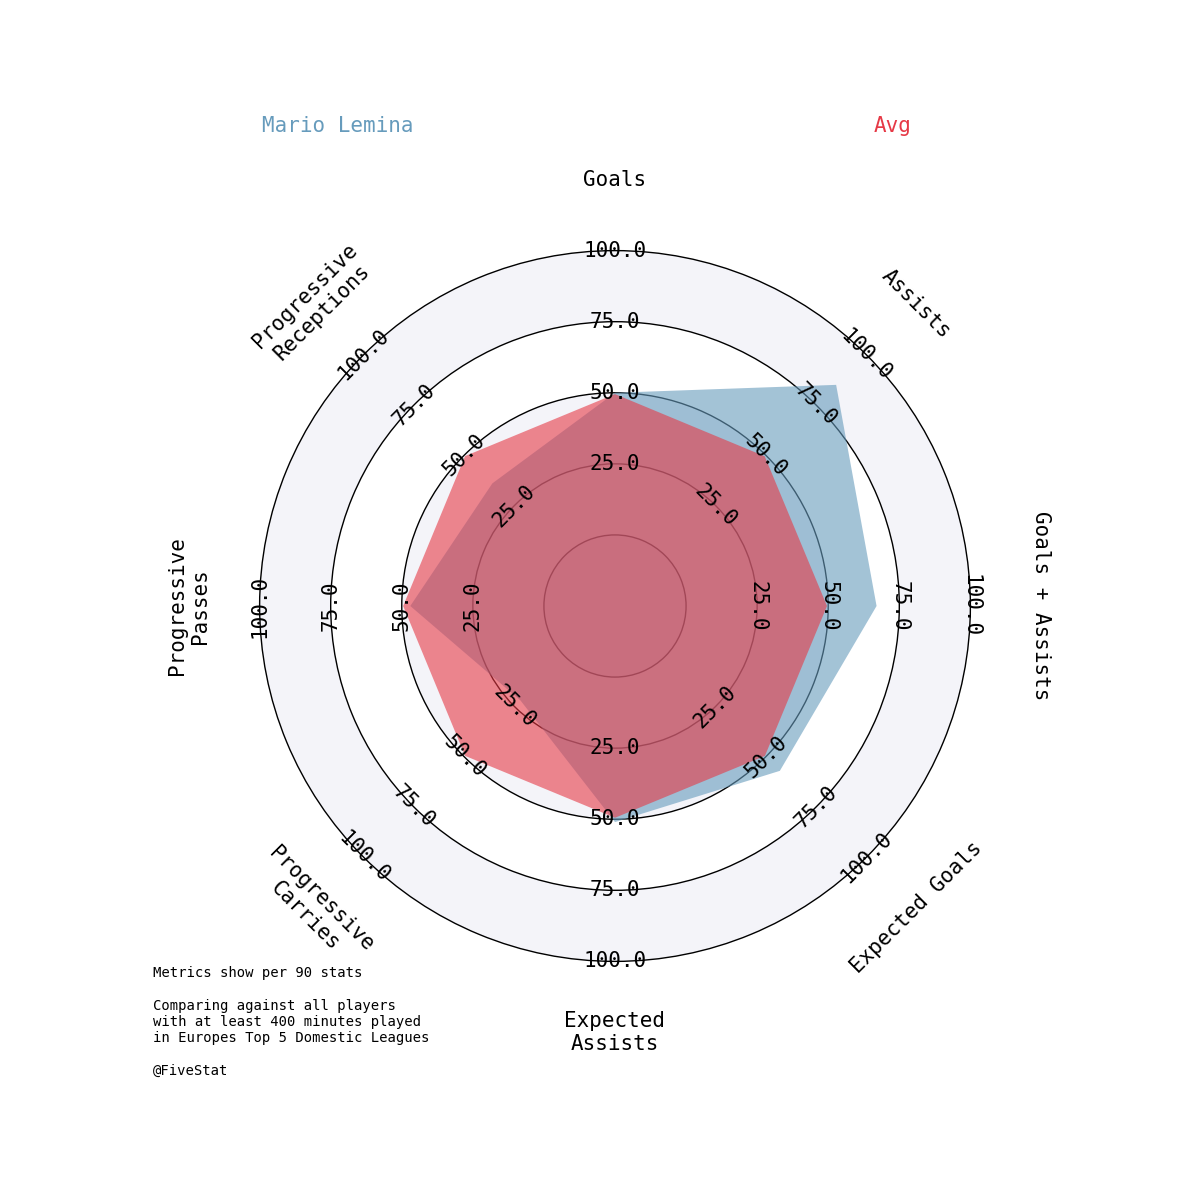 Mario Lemina
Avg
Goals
Assists
Goals + Assists
Expected Goals
Expected
Assists
Progressive
Carries
Progressive
Passes
Progressive
Receptions
25.0
50.0
75.0
100.0
25.0
50.0
75.0
100.0
25.0
50.0
75.0
100.0
25.0
50.0
75.0
100.0
25.0
50.0
75.0
100.0
25.0
50.0
75.0
100.0
25.0
50.0
75.0
100.0
25.0
50.0
75.0
100.0
Metrics show per 90 stats
Comparing against all players
with at least 400 minutes played
in Europes Top 5 Domestic Leagues
@FiveStat